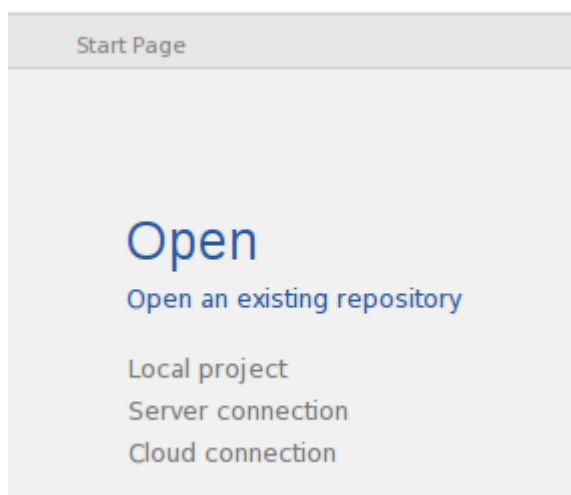 Start Page
Open
Open an existing repository
Local project
Server connection
Cloud connection